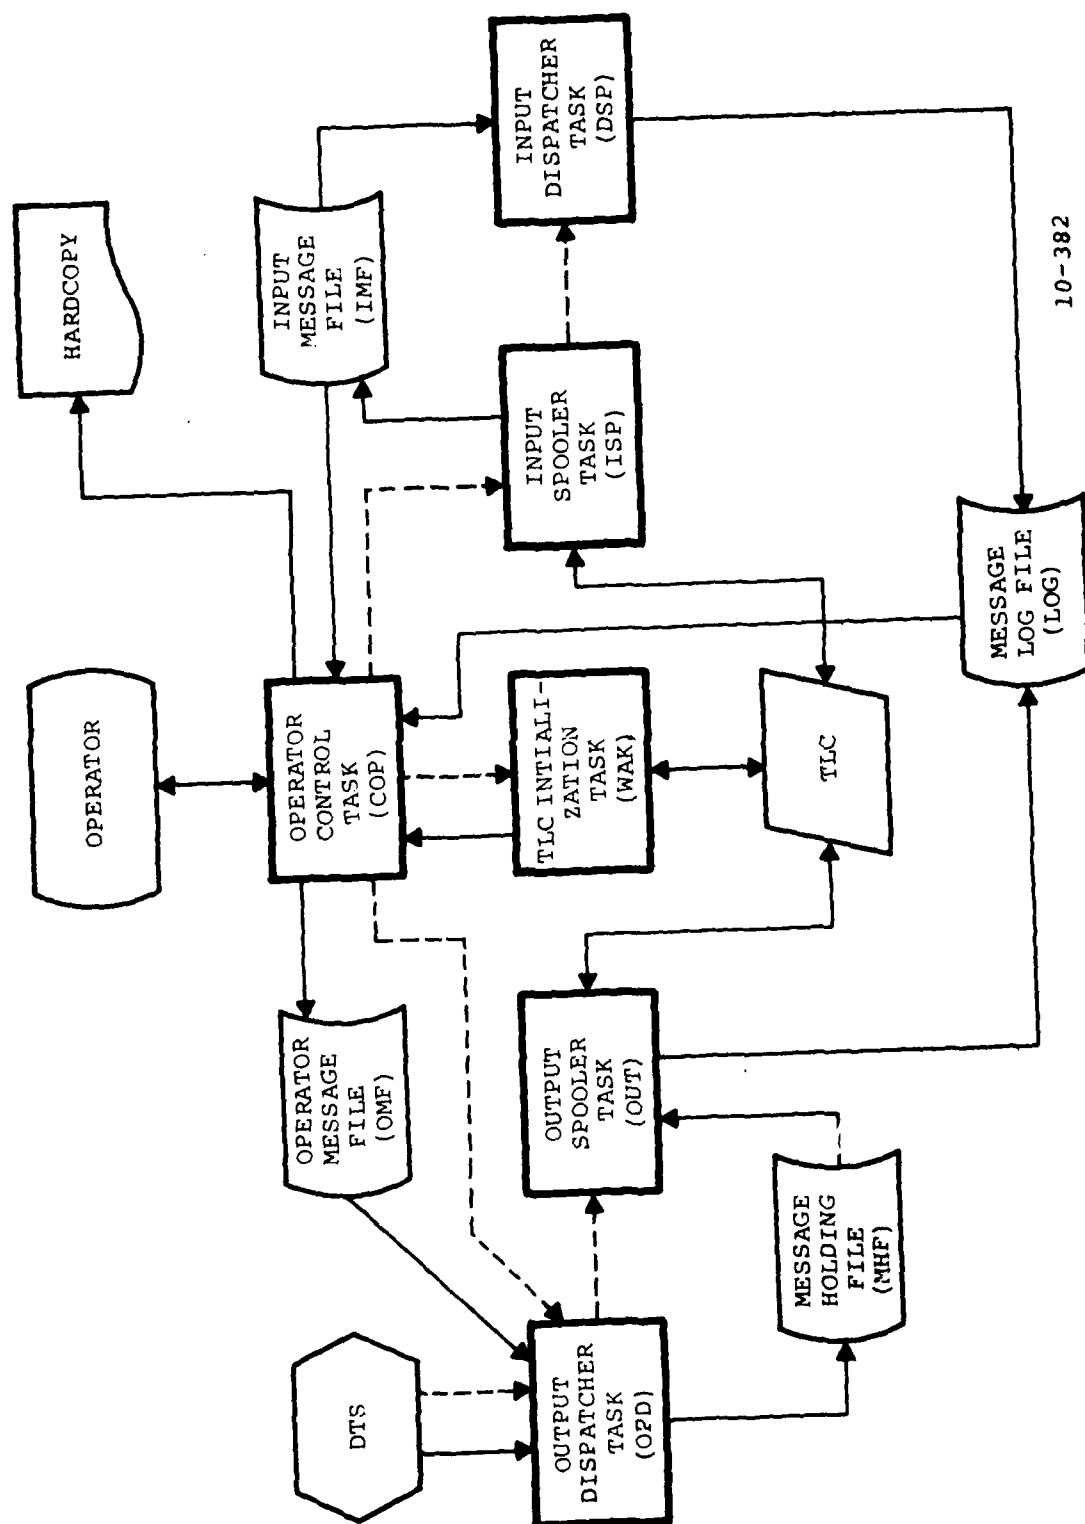 OPERATOR
HARDCOPY
DTS
OPERATOR
MESSAGE
FILE
(OMF)
OPERATOR
CONTROL
TASK
(COP)
INPUT
MESSAGE
FILE
(IMF)
OUTPUT
DISPATCHER
TASK
(OPD)
OUTPUT
SPOOLER
TASK
(OUT)
TLC INTIALI-
ZATION
TASK
(WAK)
INPUT
SPOOLER
TASK
(ISP)
INPUT
DISPATCHER
TASK
(DSP)
MESSAGE
HOLDING
FILE
(MHF)
TLC
MESSAGE
LOG FILE
(LOG)
10-382